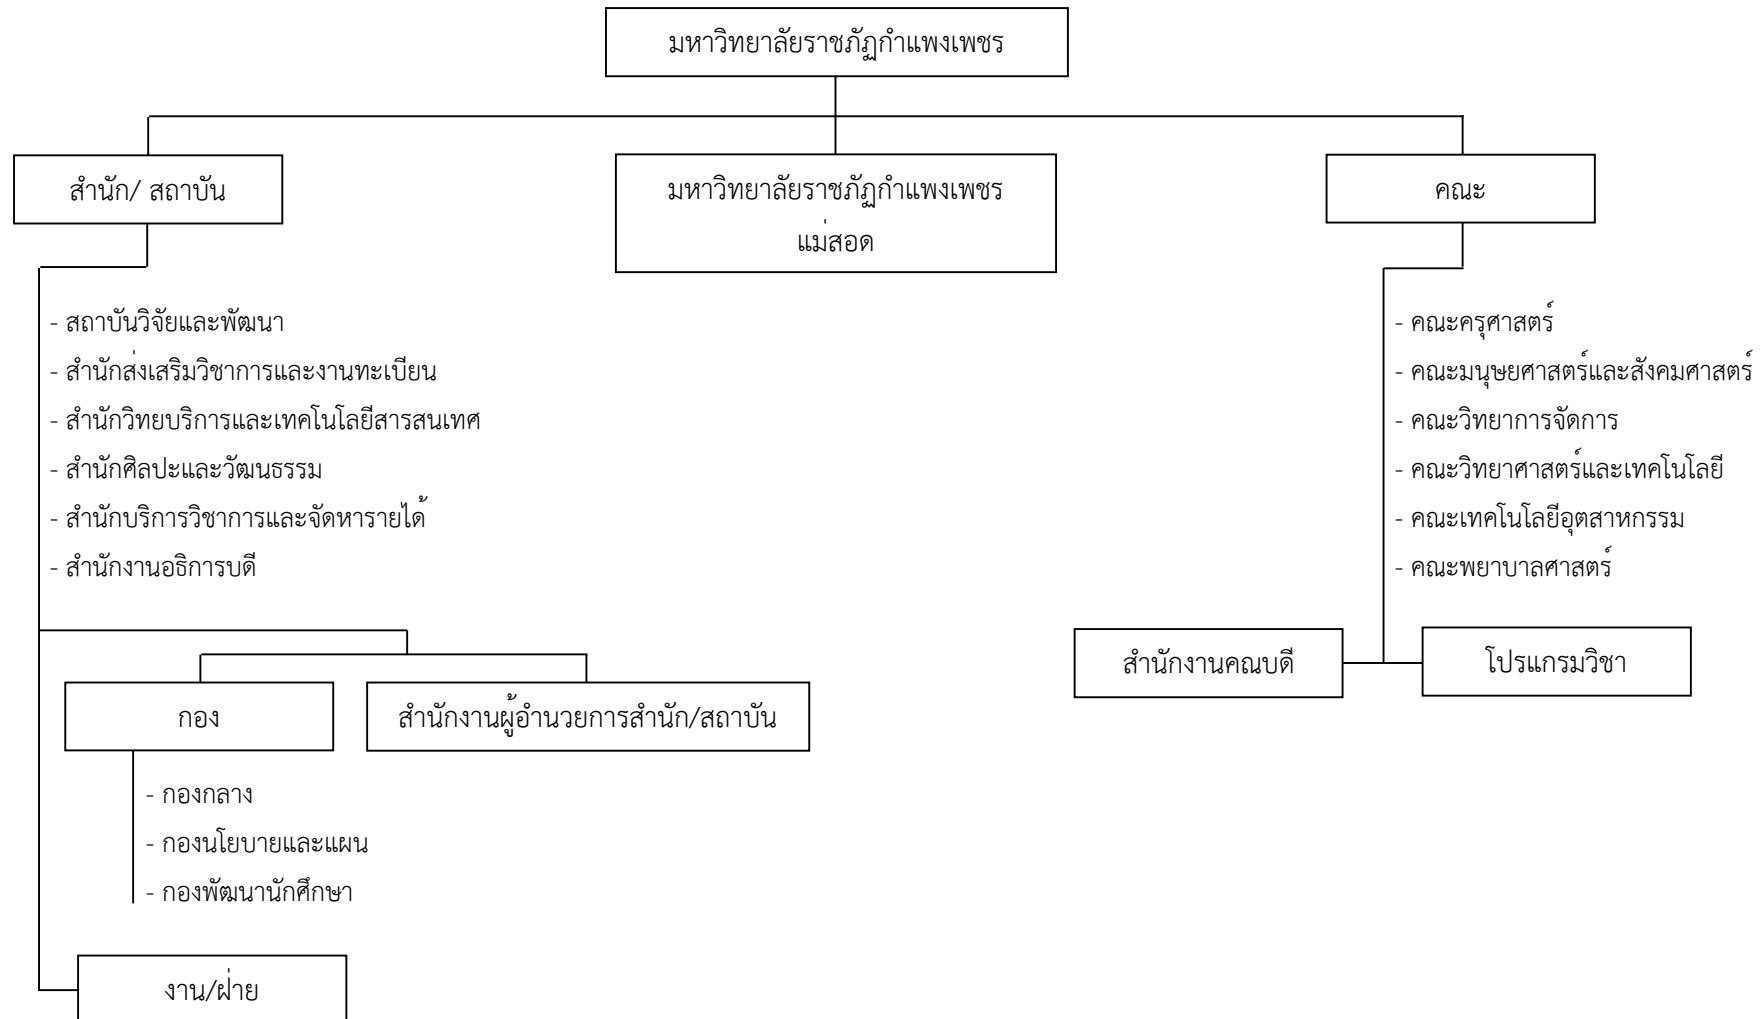 มหาวิทยาลัยราชภัฏกำแพงเพชร
สำนัก/ สถาบัน
มหาวิทยาลัยราชภัฏกำแพงเพชร
แม่สอด
คณะ
- สถาบันวิจัยและพัฒนา
- สำนักส่งเสริมวิชาการและงานทะเบียน
- สำนักวิทยบริการและเทคโนโลยีสารสนเทศ
- สำนักศิลปะและวัฒนธรรม
- สำนักบริการวิชาการและจัดหารายได้
- สำนักงานอธิการบดี
- คณะครุศาสตร์
- คณะมนุษยศาสตร์และสังคมศาสตร์
- คณะวิทยาการจัดการ
- คณะวิทยาศาสตร์และเทคโนโลยี
- คณะเทคโนโลยีอุตสาหกรรม
- คณะพยาบาลศาสตร์
สำนักงานคณบดี
โปรแกรมวิชา
กอง
สำนักงานผู้อำนวยการสำนัก/สถาบัน
- กองกลาง
- กองนโยบายและแผน
- กองพัฒนานักศึกษา
งาน/ฝ่าย